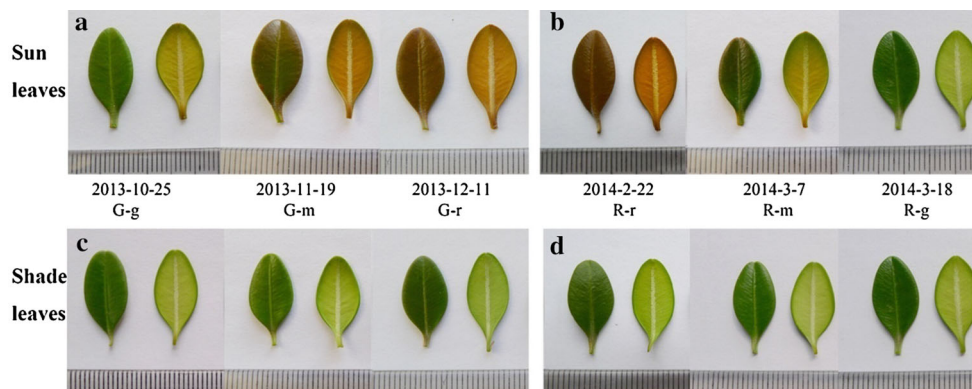 a
b
Sun
leaves
2013-10-25 2013-11-19 2013-12-11 2014-2-22 2014-3-7 2014-3-18
G-g G-m G-r R-r R-m R-g
c
d
Shade
leaves